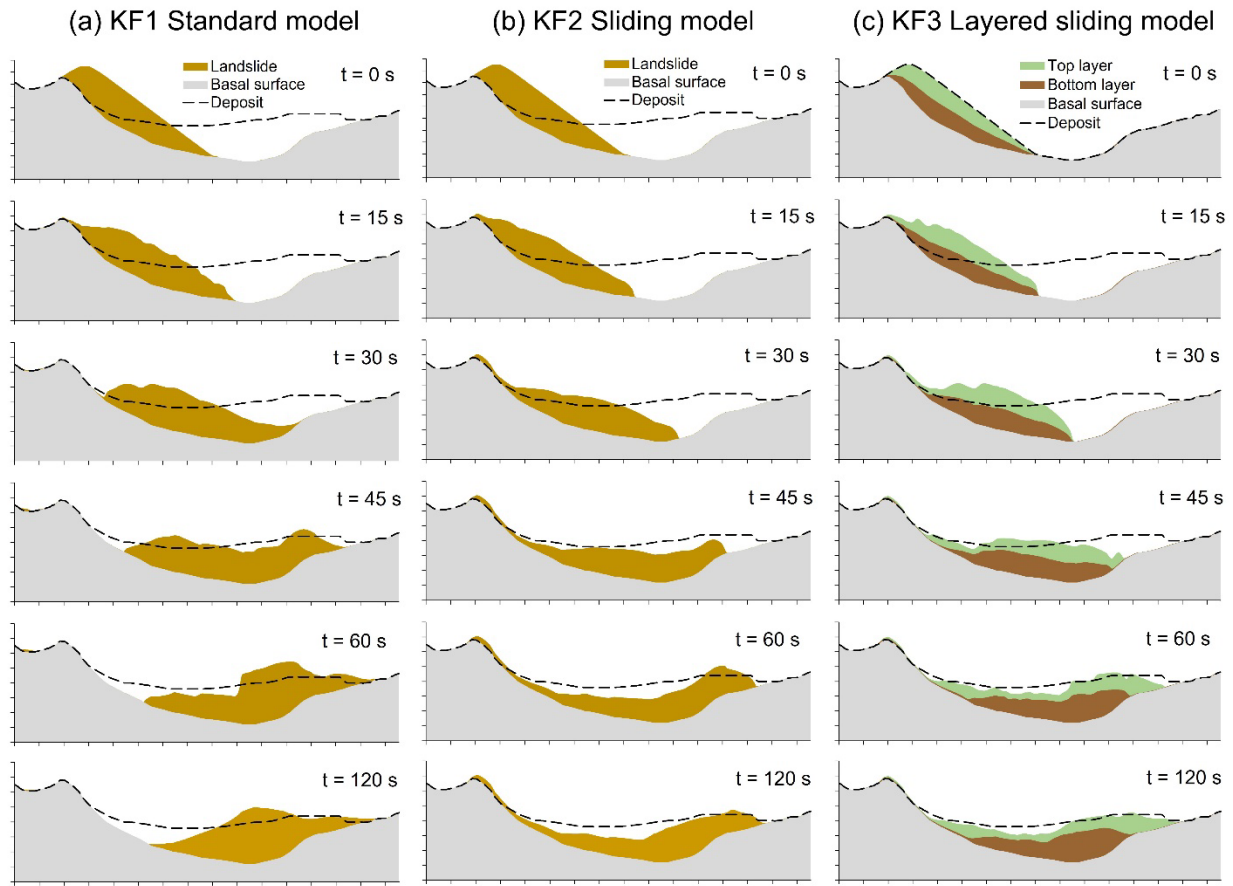 (a) KF1 Standard model
(b) KF2 Sliding model
(c) KF3 Layered sliding model
Landslide
Basal surface
Deposit
t = 0 s
Landslide
Basal surface
Deposit
t = 0 s
Top layer
Bottom layer
Basal surface
Deposit
t = 0 s
t = 15 s
t = 15 s
t = 15 s
t = 30 s
t = 30 s
t = 30 s
t = 45 s
t = 45 s
t = 45 s
t = 60 s
t = 60 s
t = 60 s
t = 120 s
t = 120 s
t = 120 s